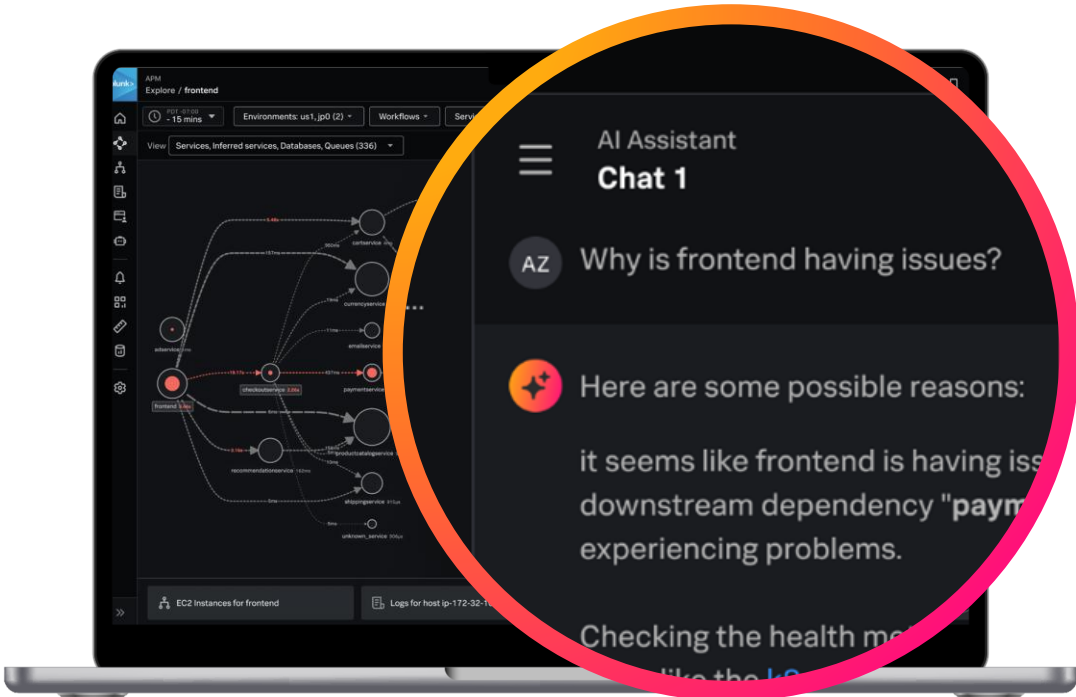 APM
Explore / frontend
- 15 mins
Environments: us1, jp0 (2)
Workflows
View
Services, Inferred services, Databases, Queues (336)
cartservice
currencyservice
emailservice
adservice
checkoutservice
paymentservice
frontend
productcatalogservice
recommendationservice
shippingservice
unknown_service
EC2 Instances for frontend
Logs for host ip-172-32-1
AI Assistant
Chat 1
AZ
Why is frontend having issues?
Here are some possible reasons:
it seems like frontend is having iss
downstream dependency "paym
experiencing problems.
Checking the health me
like the k8